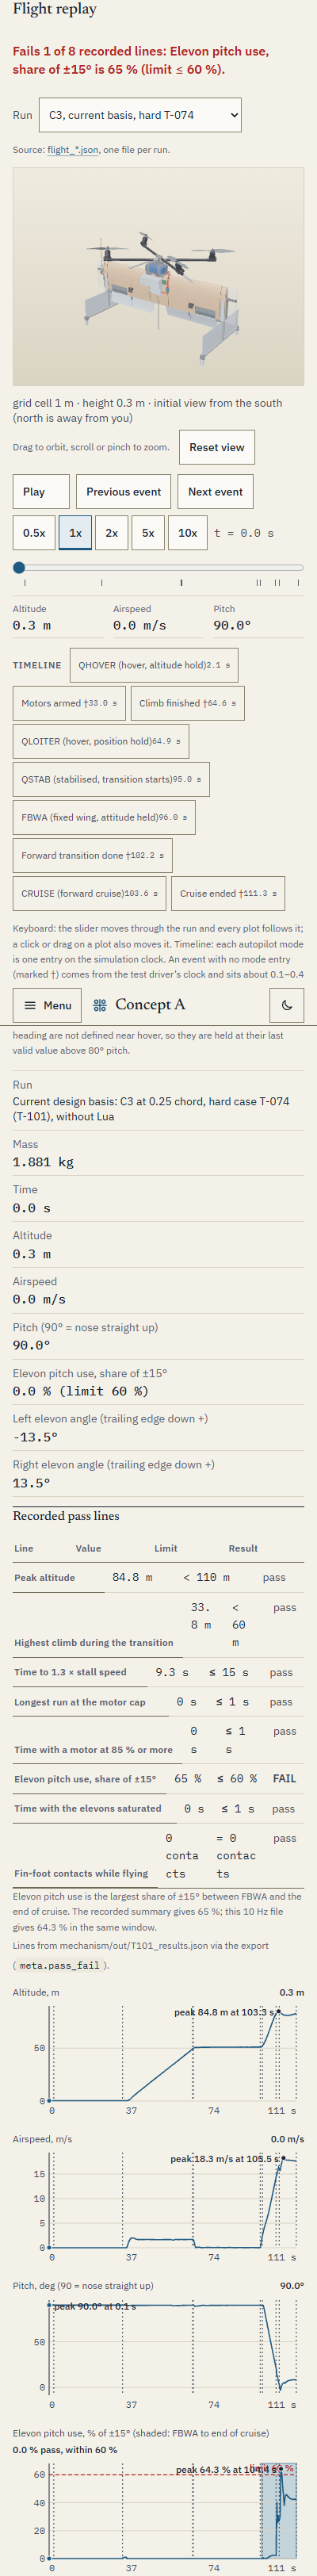 Flight replay
Fails 1 of 8 recorded lines: Elevon pitch use,
share of ±15° is 65 % (limit ≤ 60 %).
Run C3, current basis, hard T-074
Source: flight_*.json, one file per run.
grid cell 1 m · height 0.3 m · initial view from the south
(north is away from you)
Drag to orbit, scroll or pinch to zoom. Reset view
Play Previous event Next event
0.5x 1x 2x 5x 10x t = 0.0 s
Altitude Airspeed Pitch
0.3 m 0.0 m/s 90.0°
TIMELINE QHOVER (hover, altitude hold)2.1 s
Motors armed †33.0 s Climb finished †64.6 s
QLOITER (hover, position hold)64.9 s
QSTAB (stabilised, transition starts)95.0 s
FBWA (fixed wing, attitude held)96.0 s
Forward transition done †102.2 s
CRUISE (forward cruise)103.6 s Cruise ended †111.3 s
Keyboard: the slider moves through the run and every plot follows it;
a click or drag on a plot also moves it. Timeline: each autopilot mode
is one entry on the simulation clock. An event with no mode entry
(marked †) comes from the test driver's clock and sits about 0.1–0.4
Menu Concept A
heading are not defined near hover, so they are held at their last
valid value above 80° pitch.
Run
Current design basis: C3 at 0.25 chord, hard case T-074
(T-101), without Lua
Mass
1.881 kg
Time
0.0 s
Altitude
0.3 m
Airspeed
0.0 m/s
Pitch (90° = nose straight up)
90.0°
Elevon pitch use, share of ±15°
0.0 % (limit 60 %)
Left elevon angle (trailing edge down +)
-13.5°
Right elevon angle (trailing edge down +)
13.5°
Recorded pass lines
Line Value Limit Result
Peak altitude 84.8 m < 110 m pass
Highest climb during the transition 33.8 m < 60 m pass
Time to 1.3 × stall speed 9.3 s ≤ 15 s pass
Longest run at the motor cap 0 s ≤ 1 s pass
Time with a motor at 85 % or more 0 s ≤ 1 s pass
Elevon pitch use, share of ±15° 65 % ≤ 60 % FAIL
Time with the elevons saturated 0 s ≤ 1 s pass
Fin-foot contacts while flying 0 contacts = 0 contacts pass
Elevon pitch use is the largest share of ±15° between FBWA and the
end of cruise. The recorded summary gives 65 %; this 10 Hz file
gives 64.3 % in the same window.
Lines from mechanism/out/T101_results.json via the export
( meta.pass_fail ).
Altitude, m 0.3 m
peak 84.8 m at 103.3 s
50
0
0 37 74 111 s
Airspeed, m/s 0.0 m/s
peak 18.3 m/s at 105.5 s
15
10
5
0
0 37 74 111 s
Pitch, deg (90 = nose straight up) 90.0°
peak 90.0° at 0.1 s
50
0
0 37 74 111 s
Elevon pitch use, % of ±15° (shaded: FBWA to end of cruise)
0.0 % pass, within 60 %
peak 64.3 % at 104.4 s
60
40
20
0
0 37 74 111 s